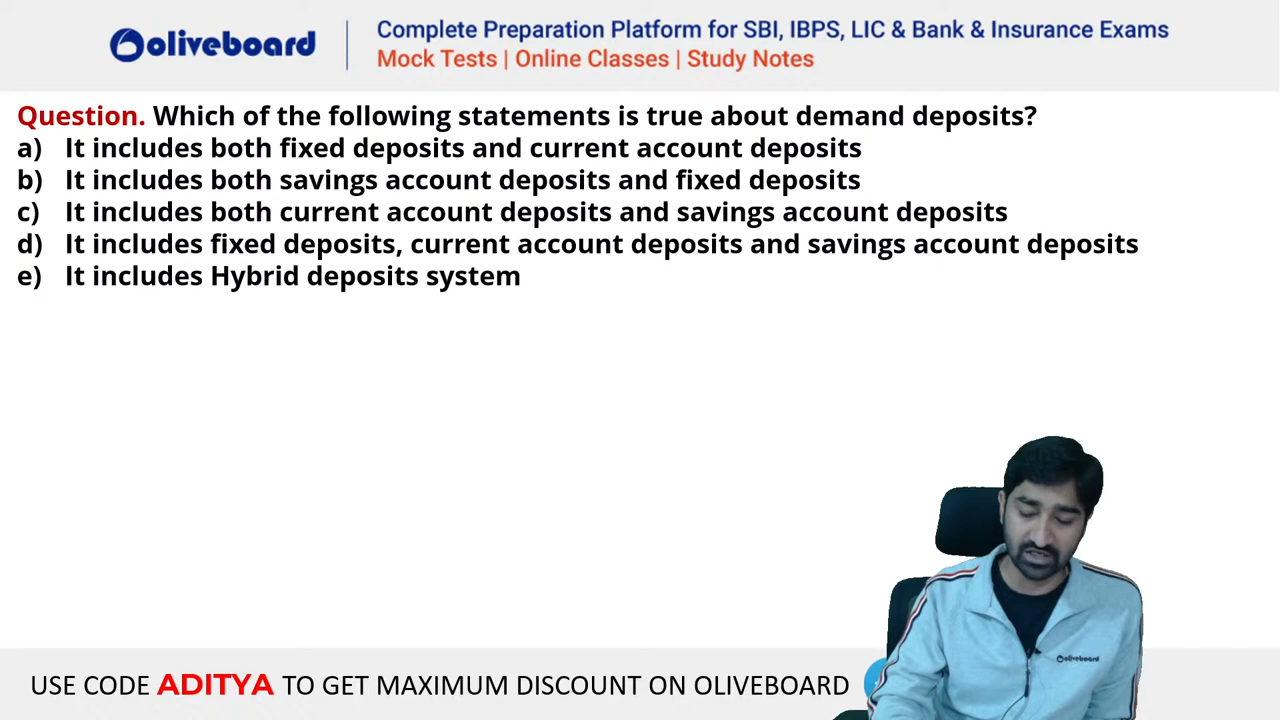 oliveboard
Complete Preparation Platform for SBI, IBPS, LIC & Bank & Insurance Exams
Mock Tests | Online Classes | Study Notes
Question. Which of the following statements is true about demand deposits?
a) It includes both fixed deposits and current account deposits
b) It includes both savings account deposits and fixed deposits
c) It includes both current account deposits and savings account deposits
d) It includes fixed deposits, current account deposits and savings account deposits
e) It includes Hybrid deposits system
oliveboard
USE CODE ADITYA TO GET MAXIMUM DISCOUNT ON OLIVEBOARD